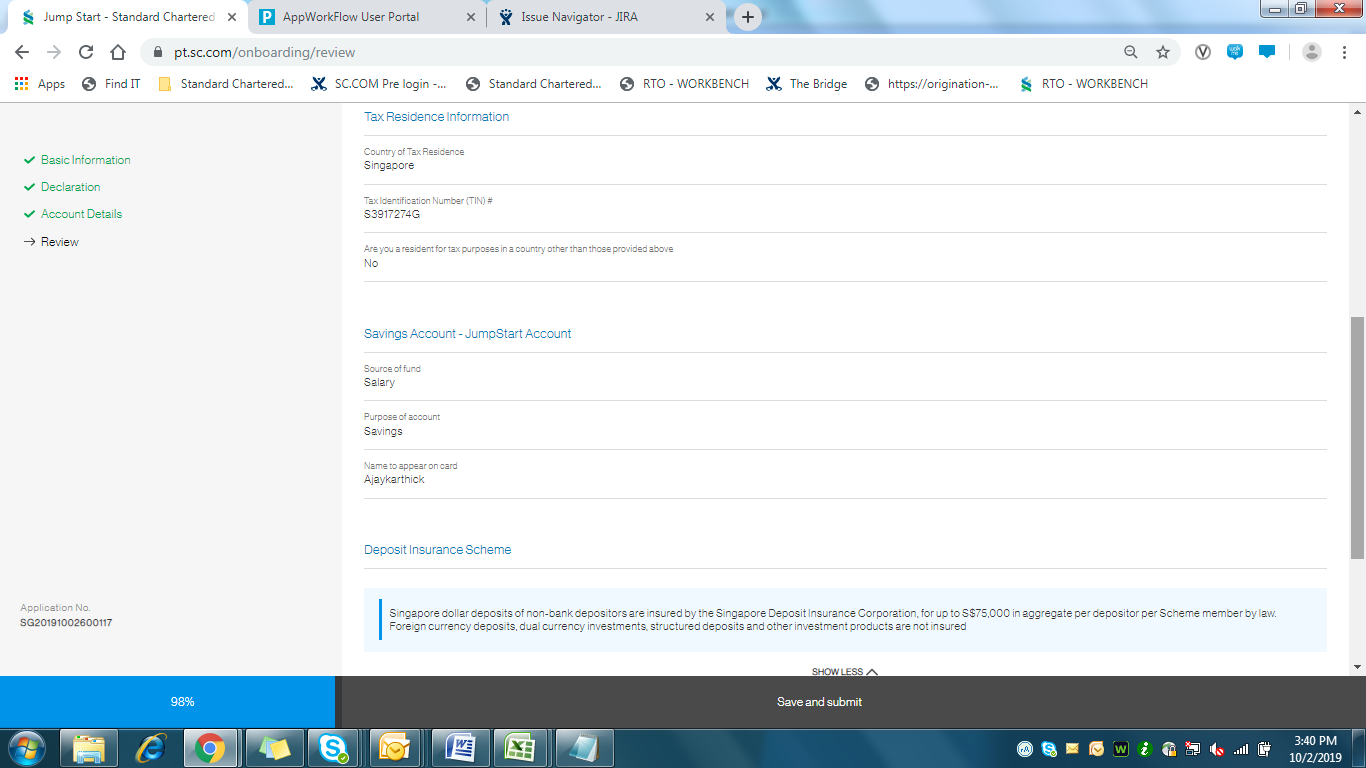 Jump Start - Standard Chartered
AppWorkFlow User Portal
Issue Navigator - JIRA
pt.sc.com/onboarding/review
Apps
Find IT
Standard Chartered...
SC.COM Pre login -...
Standard Chartered...
RTO - WORKBENCH
The Bridge
https://origination-...
RTO - WORKBENCH
Basic Information
Declaration
Account Details
Review
Application No.
SG20191002600117
Tax Residence Information
Country of Tax Residence
Singapore
Tax Identification Number (TIN) #
S3917274G
Are you a resident for tax purposes in a country other than those provided above
No
Savings Account - JumpStart Account
Source of fund
Salary
Purpose of account
Savings
Name to appear on card
Ajaykarthick
Deposit Insurance Scheme
Singapore dollar deposits of non-bank depositors are insured by the Singapore Deposit Insurance Corporation, for up to S$75,000 in aggregate per depositor per Scheme member by law.
Foreign currency deposits, dual currency investments, structured deposits and other investment products are not insured
SHOW LESS
98%
Save and submit
3:40 PM
10/2/2019